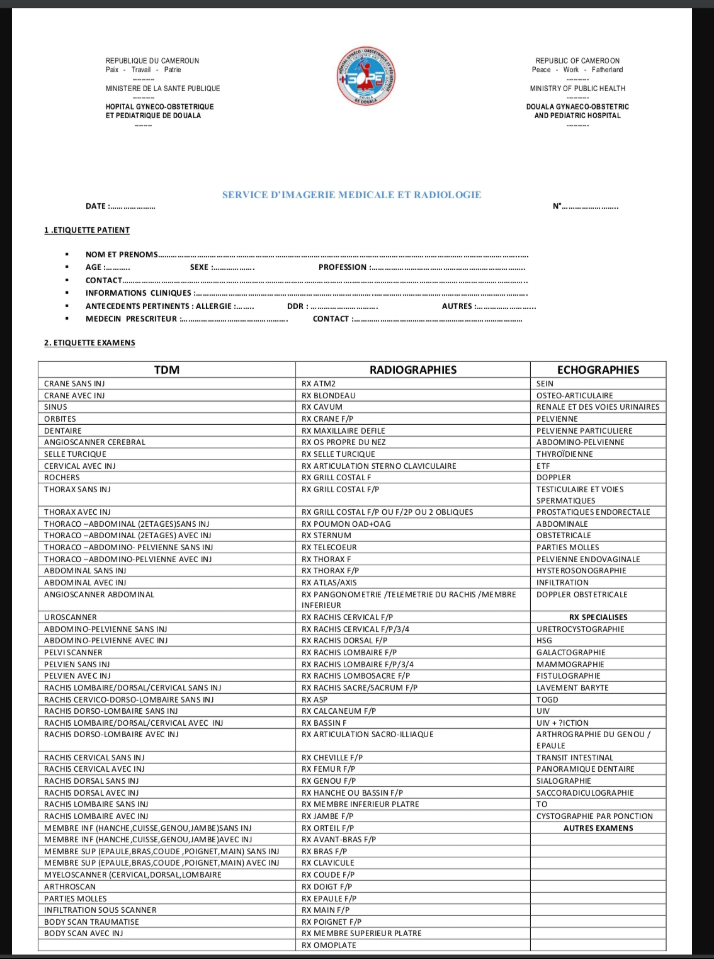 REPUBLIQUE DU CAMEROUN
Paix - Travail - Patrie
----------
MINISTERE DE LA SANTE PUBLIQUE
----------
HOPITAL GYNECO-OBSTETRIQUE
ET PEDIATRIQUE DE DOUALA
--------
REPUBLIC OF CAMEROON
Peace - Work - Fatherland
----------
MINISTRY OF PUBLIC HEALTH
----------
DOUALA GYNAECO-OBSTETRIC
AND PEDIATRIC HOSPITAL
----------
SERVICE D'IMAGERIE MEDICALE ET RADIOLOGIE
DATE :.................... N°........................
1 .ETIQUETTE PATIENT
▪ NOM ET PRENOMS..........................................................
▪ AGE :........... SEXE :................. PROFESSION :..........................................
▪ CONTACT..........................................................
▪ INFORMATIONS CLINIQUES :..........................................................
▪ ANTECEDENTS PERTINENTS : ALLERGIE :....... DDR : ........................ AUTRES :........................
▪ MEDECIN PRESCRITEUR :.................................... CONTACT :..........................................
2. ETIQUETTE EXAMENS
TDM RADIOGRAPHIES ECHOGRAPHIES
CRANE SANS INJ RX ATM2 SEIN
CRANE AVEC INJ RX BLONDEAU OSTEO-ARTICULAIRE
SINUS RX CAVUM RENALE ET DES VOIES URINAIRES
ORBITES RX CRANE F/P PELVIENNE
DENTAIRE RX MAXILLAIRE DEFILE PELVIENNE PARTICULIERE
ANGIOSCANNER CEREBRAL RX OS PROPRE DU NEZ ABDOMINO-PELVIENNE
SELLE TURCIQUE RX SELLE TURCIQUE THYROÏDIENNE
CERVICAL AVEC INJ RX ARTICULATION STERNO CLAVICULAIRE ETF
ROCHERS RX GRILL COSTAL F DOPPLER
THORAX SANS INJ RX GRILL COSTAL F/P TESTICULAIRE ET VOIES
SPERMATIQUES
THORAX AVEC INJ RX GRILL COSTAL F/P OU F/2P OU 2 OBLIQUES PROSTATIQUES ENDORECTALE
THORACO –ABDOMINAL (2ETAGES)SANS INJ RX POUMON OAD+OAG ABDOMINALE
THORACO –ABDOMINAL (2ETAGES) AVEC INJ RX STERNUM OBSTETRICALE
THORACO –ABDOMINO- PELVIENNE SANS INJ RX TELECOEUR PARTIES MOLLES
THORACO –ABDOMINO-PELVIENNE AVEC INJ RX THORAX F PELVIENNE ENDOVAGINALE
ABDOMINAL SANS INJ RX THORAX F/P HYSTEROSONOGRAPHIE
ABDOMINAL AVEC INJ RX ATLAS/AXIS INFILTRATION
ANGIOSCANNER ABDOMINAL RX PANGONOMETRIE /TELEMETRIE DU RACHIS /MEMBRE DOPPLER OBSTETRICALE
INFERIEUR
UROSCANNER RX RACHIS CERVICAL F/P RX SPECIALISES
ABDOMINO-PELVIENNE SANS INJ RX RACHIS CERVICAL F/P/3/4 URETROCYSTOGRAPHIE
ABDOMINO-PELVIENNE AVEC INJ RX RACHIS DORSAL F/P HSG
PELVI SCANNER RX RACHIS LOMBAIRE F/P GALACTOGRAPHIE
PELVIEN SANS INJ RX RACHIS LOMBAIRE F/P/3/4 MAMMOGRAPHIE
PELVIEN AVEC INJ RX RACHIS LOMBOSACRE F/P FISTULOGRAPHIE
RACHIS LOMBAIRE/DORSAL/CERVICAL SANS INJ RX RACHIS SACRE/SACRUM F/P LAVEMENT BARYTE
RACHIS CERVICO-DORSO-LOMBAIRE SANS INJ RX ASP TOGD
RACHIS DORSO-LOMBAIRE SANS INJ RX CALCANEUM F/P UIV
RACHIS LOMBAIRE/DORSAL/CERVICAL AVEC INJ RX BASSIN F UIV + ?ICTION
RACHIS DORSO-LOMBAIRE AVEC INJ RX ARTICULATION SACRO-ILLIAQUE ARTHROGRAPHIE DU GENOU /
EPAULE
RACHIS CERVICAL SANS INJ RX CHEVILLE F/P TRANSIT INTESTINAL
RACHIS CERVICAL AVEC INJ RX FEMUR F/P PANORAMIQUE DENTAIRE
RACHIS DORSAL SANS INJ RX GENOU F/P SIALOGRAPHIE
RACHIS DORSAL AVEC INJ RX HANCHE OU BASSIN F/P SACCORADICULOGRAPHIE
RACHIS LOMBAIRE SANS INJ RX MEMBRE INFERIEUR PLATRE TO
RACHIS LOMBAIRE AVEC INJ RX JAMBE F/P CYSTOGRAPHIE PAR PONCTION
MEMBRE INF (HANCHE,CUISSE,GENOU,JAMBE)SANS INJ RX ORTEIL F/P AUTRES EXAMENS
MEMBRE INF (HANCHE,CUISSE,GENOU,JAMBE)AVEC INJ RX AVANT-BRAS F/P
MEMBRE SUP (EPAULE,BRAS,COUDE ,POIGNET,MAIN) SANS INJ RX BRAS F/P
MEMBRE SUP (EPAULE,BRAS,COUDE ,POIGNET,MAIN) AVEC INJ RX CLAVICULE
MYELOSCANNER (CERVICAL,DORSAL,LOMBAIRE RX COUDE F/P
ARTHROSCAN RX DOIGT F/P
PARTIES MOLLES RX EPAULE F/P
INFILTRATION SOUS SCANNER RX MAIN F/P
BODY SCAN TRAUMATISE RX POIGNET F/P
BODY SCAN AVEC INJ RX MEMBRE SUPERIEUR PLATRE
RX OMOPLATE